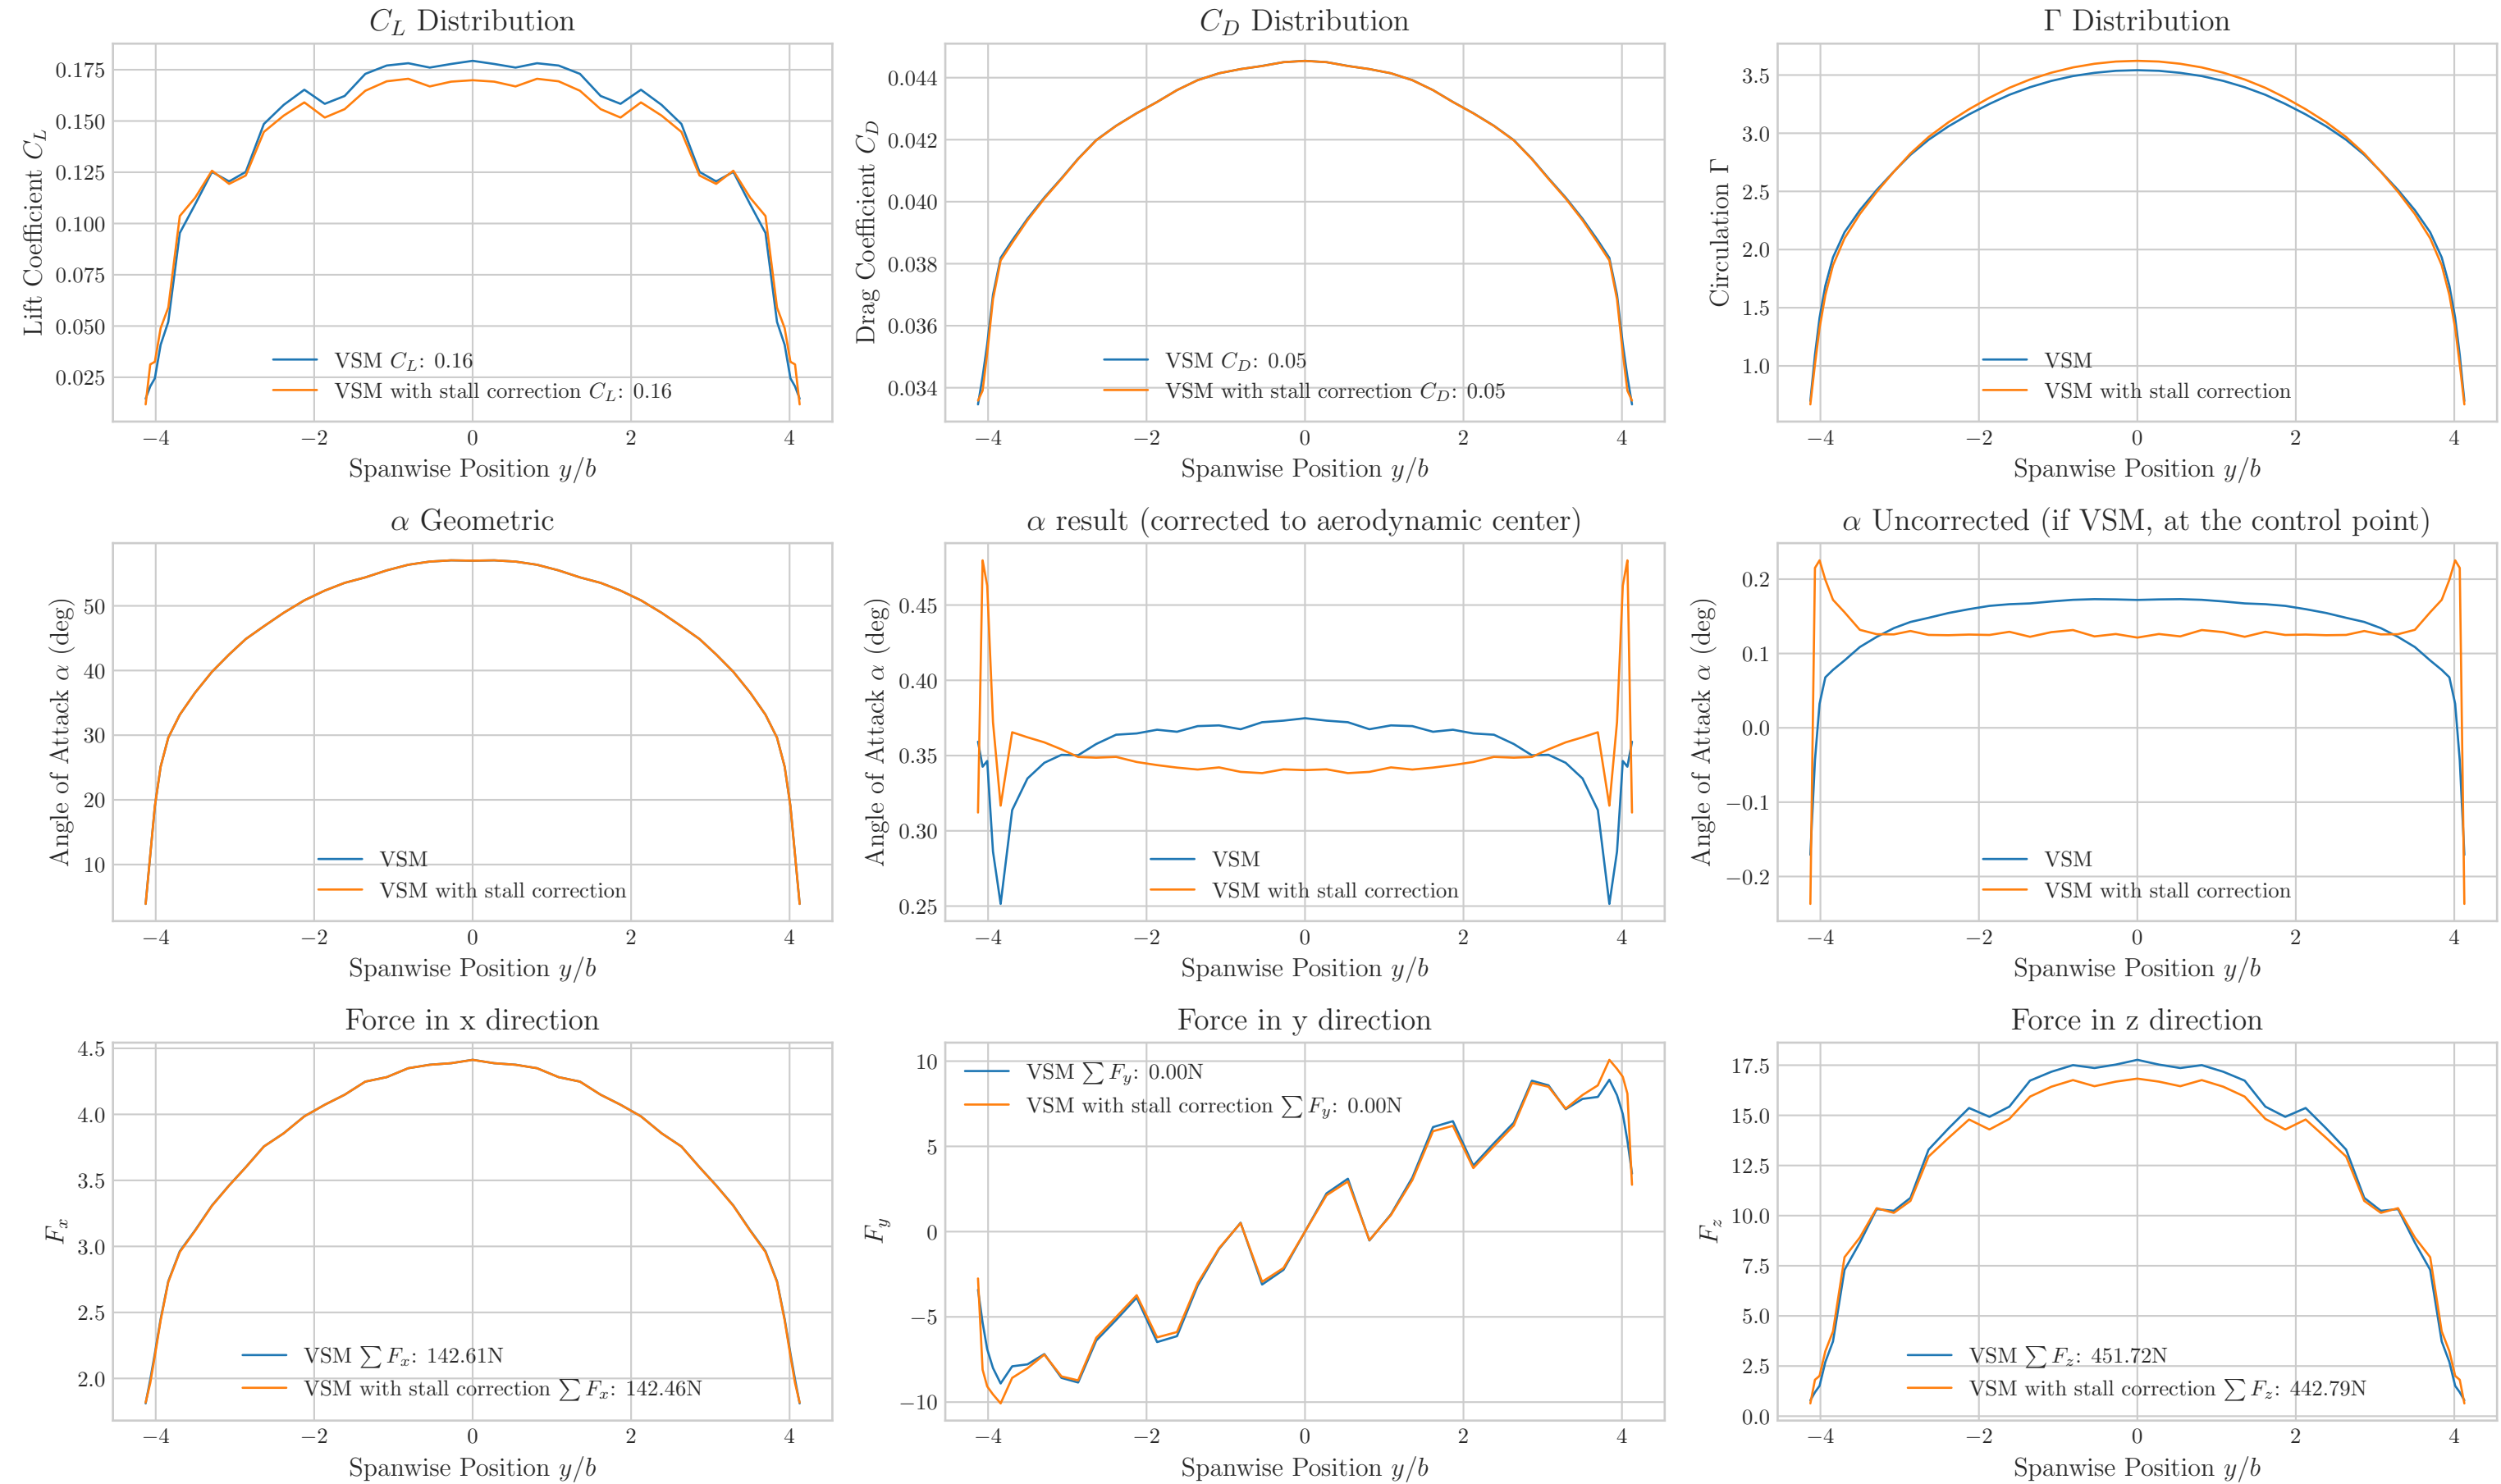 C_L Distribution
Lift Coefficient C_L
0.175
0.150
0.125
0.100
0.075
0.050
0.025
VSM C_L: 0.16
VSM with stall correction C_L: 0.16
−4 −2 0 2 4
Spanwise Position y/b
C_D Distribution
Drag Coefficient C_D
0.044
0.042
0.040
0.038
0.036
0.034
VSM C_D: 0.05
VSM with stall correction C_D: 0.05
−4 −2 0 2 4
Spanwise Position y/b
Γ Distribution
Circulation Γ
3.5
3.0
2.5
2.0
1.5
1.0
VSM
VSM with stall correction
−4 −2 0 2 4
Spanwise Position y/b
α Geometric
Angle of Attack α (deg)
50
40
30
20
10
VSM
VSM with stall correction
−4 −2 0 2 4
Spanwise Position y/b
α result (corrected to aerodynamic center)
Angle of Attack α (deg)
0.45
0.40
0.35
0.30
0.25
VSM
VSM with stall correction
−4 −2 0 2 4
Spanwise Position y/b
α Uncorrected (if VSM, at the control point)
Angle of Attack α (deg)
0.2
0.1
0.0
−0.1
−0.2
VSM
VSM with stall correction
−4 −2 0 2 4
Spanwise Position y/b
Force in x direction
F_x
4.5
4.0
3.5
3.0
2.5
2.0
VSM ∑ F_x: 142.61N
VSM with stall correction ∑ F_x: 142.46N
−4 −2 0 2 4
Spanwise Position y/b
Force in y direction
F_y
10
5
0
−5
−10
VSM ∑ F_y: 0.00N
VSM with stall correction ∑ F_y: 0.00N
−4 −2 0 2 4
Spanwise Position y/b
Force in z direction
F_z
17.5
15.0
12.5
10.0
7.5
5.0
2.5
0.0
VSM ∑ F_z: 451.72N
VSM with stall correction ∑ F_z: 442.79N
−4 −2 0 2 4
Spanwise Position y/b